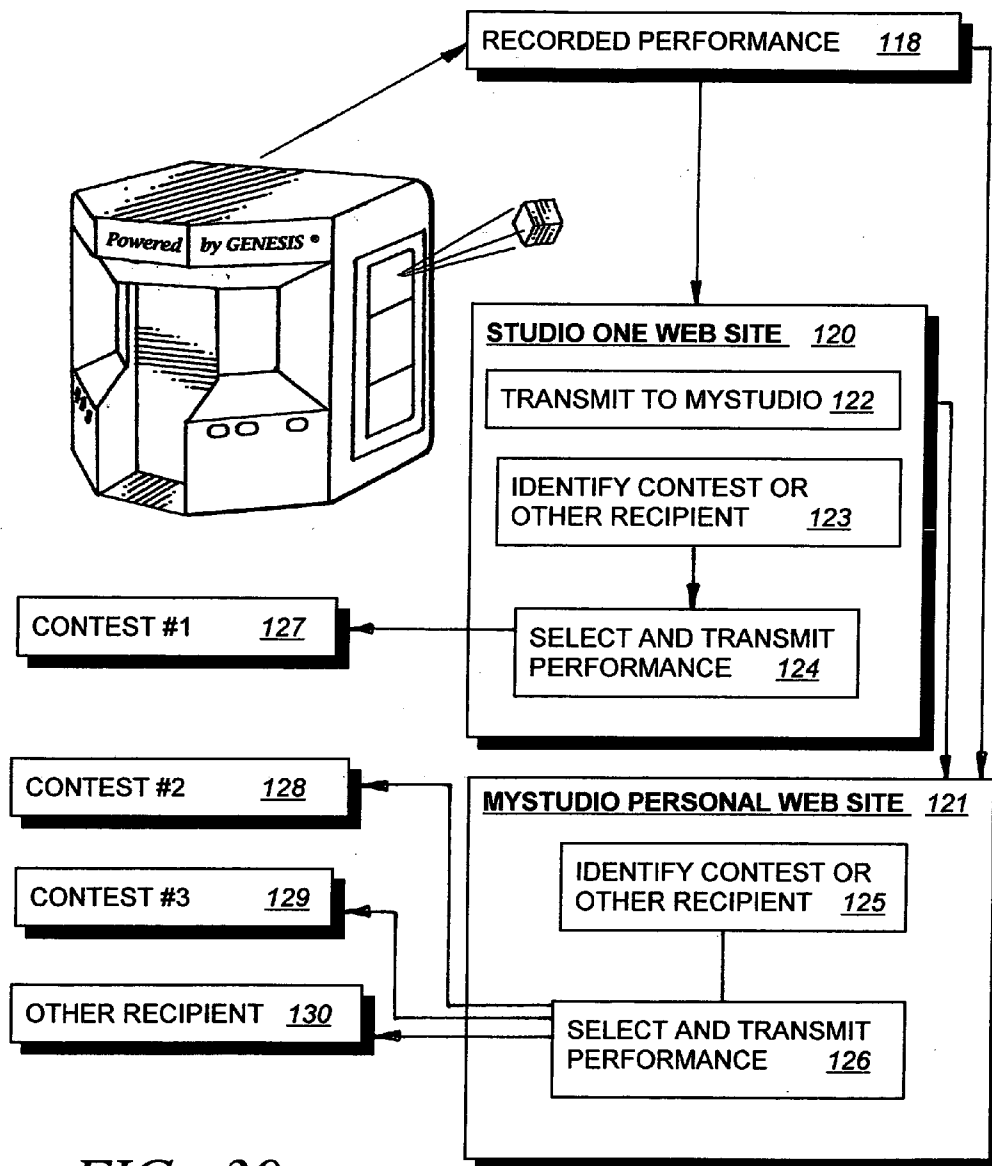 RECORDED PERFORMANCE 118
Powered by GENESIS ®
STUDIO ONE WEB SITE 120
TRANSMIT TO MYSTUDIO 122
IDENTIFY CONTEST OR
OTHER RECIPIENT 123
SELECT AND TRANSMIT
PERFORMANCE 124
CONTEST #1 127
CONTEST #2 128
CONTEST #3 129
OTHER RECIPIENT 130
MYSTUDIO PERSONAL WEB SITE 121
IDENTIFY CONTEST OR
OTHER RECIPIENT 125
SELECT AND TRANSMIT
PERFORMANCE 126